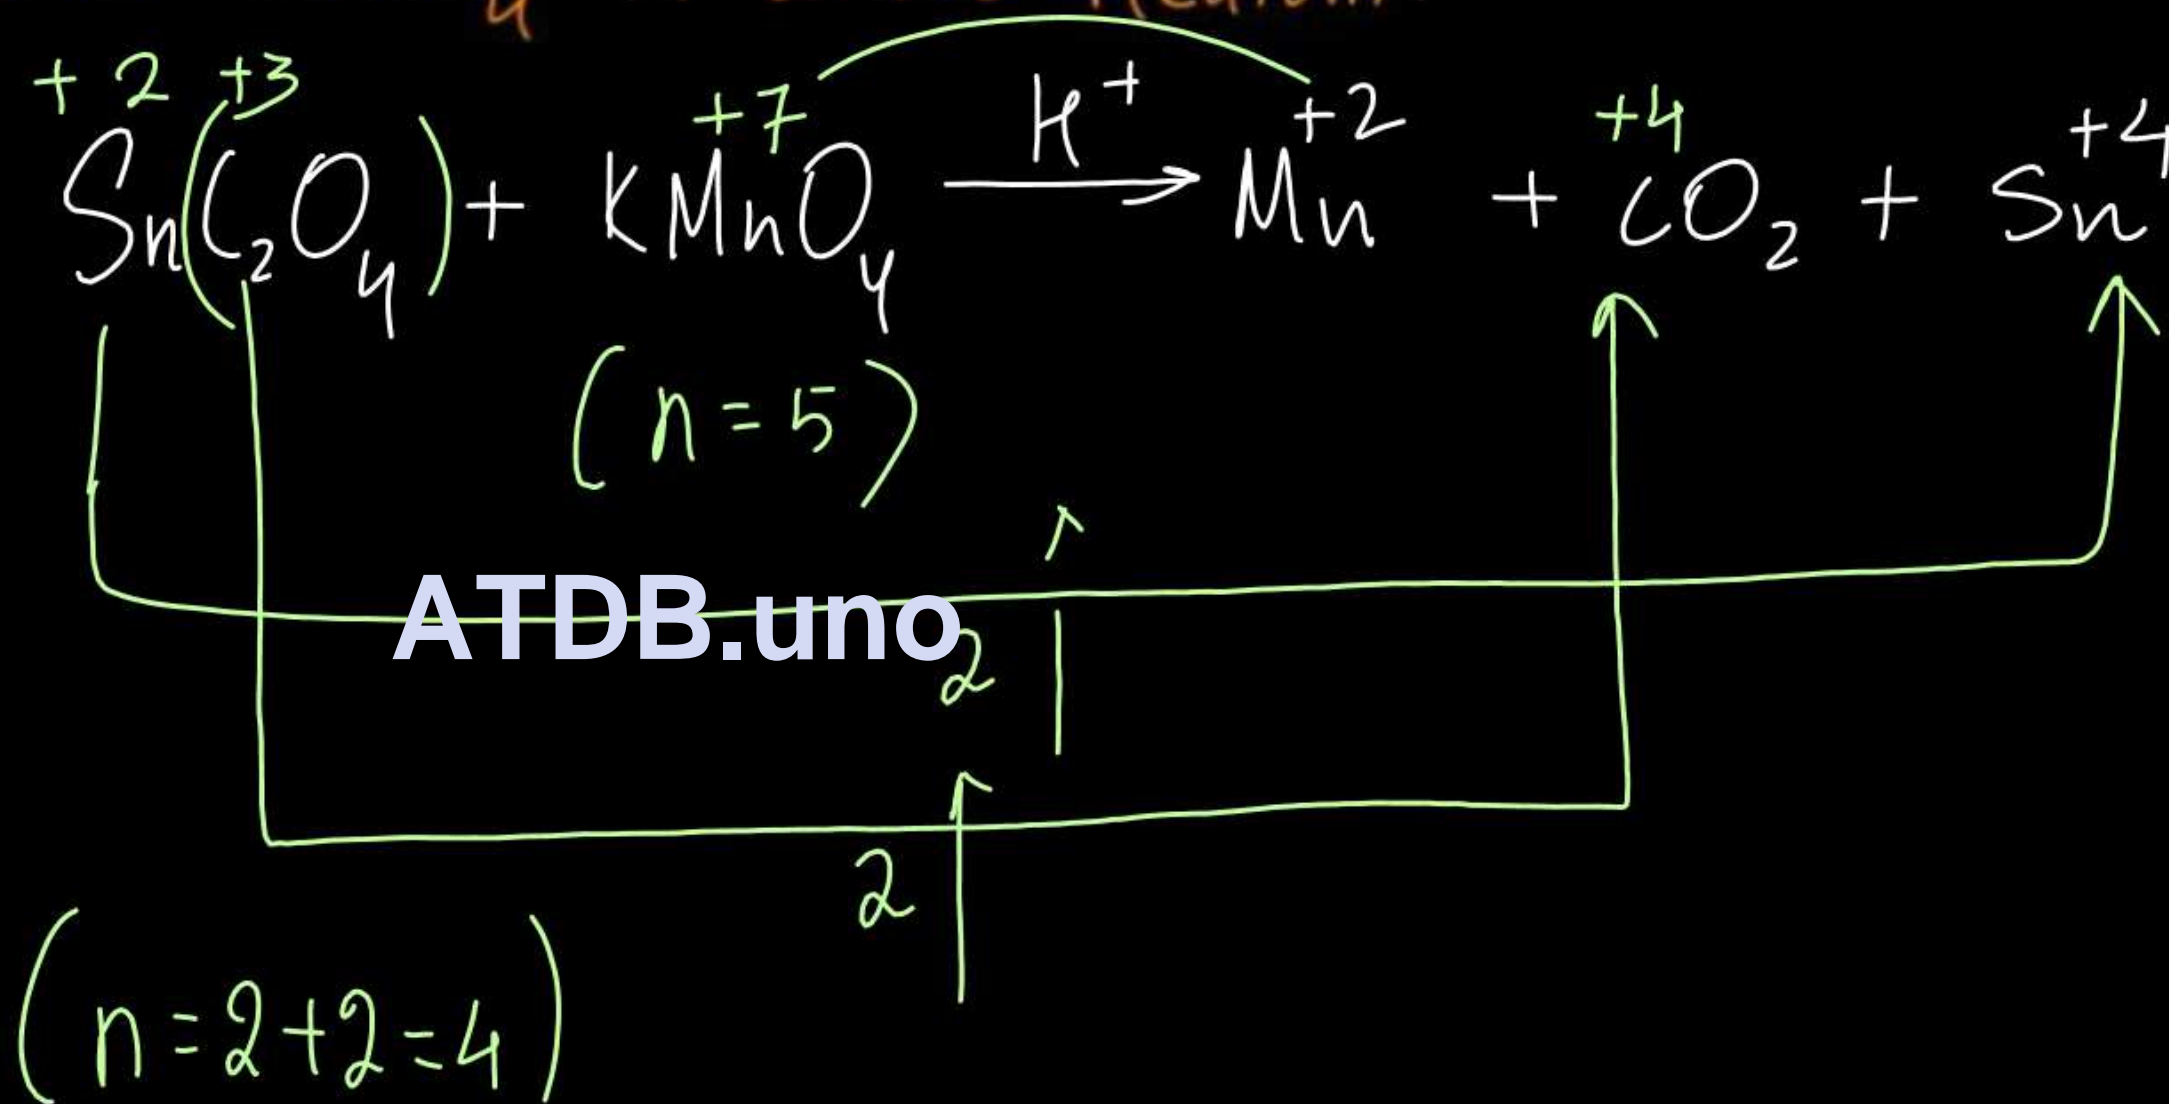 +2 +3 +7 H+ +2 +4 +4
Sn(C2O4) + KMnO4 → Mn + CO2 + Sn
(n=5)
ATDB.uno
2
2
(n=2+2=4)